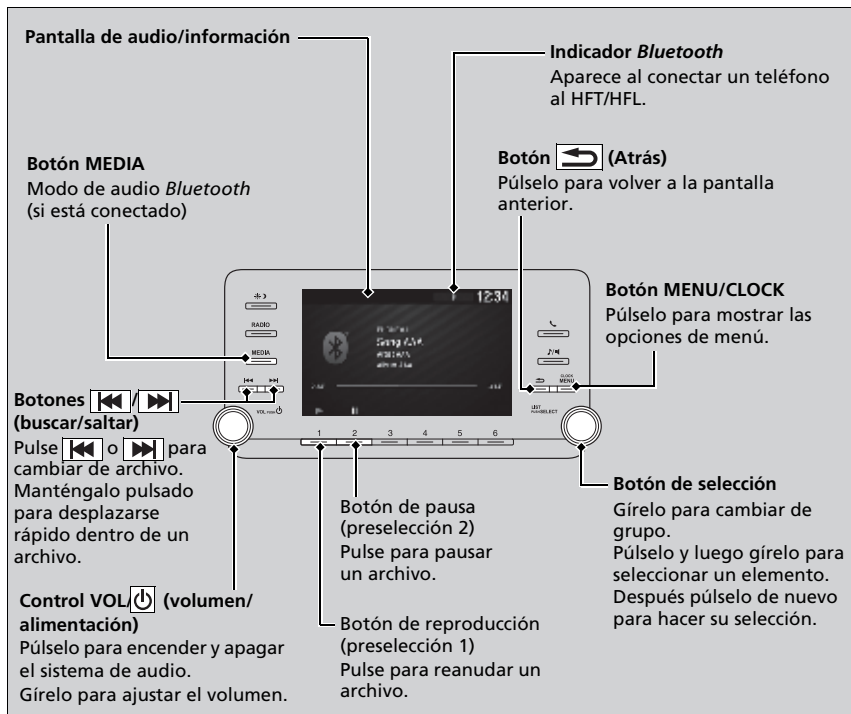 Pantalla de audio/información
Indicador Bluetooth
Aparece al conectar un teléfono
al HFT/HFL.
Botón MEDIA
Modo de audio Bluetooth
(si está conectado)
Botón (Atrás)
Púlselo para volver a la pantalla
anterior.
Botón MENU/CLOCK
Púlselo para mostrar las
opciones de menú.
12:34
RADIO
MEDIA
CLOCK
MENU
VOL PUSH
LIST
PUSH SELECT
1 2 3 4 5 6
Botones /
(buscar/saltar)
Pulse o para
cambiar de archivo.
Manténgalo pulsado
para desplazarse
rápido dentro de un
archivo.
Control VOL/ (volumen/
alimentación)
Púlselo para encender y apagar
el sistema de audio.
Gírelo para ajustar el volumen.
Botón de pausa
(preselección 2)
Pulse para pausar
un archivo.
Botón de reproducción
(preselección 1)
Pulse para reanudar un
archivo.
Botón de selección
Gírelo para cambiar de
grupo.
Púlselo y luego gírelo para
seleccionar un elemento.
Después púlselo de nuevo
para hacer su selección.